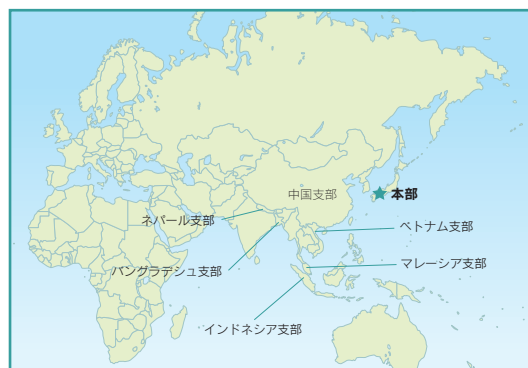 中国支部
本部
ネパール支部
ベトナム支部
バングラデシュ支部
マレーシア支部
インドネシア支部